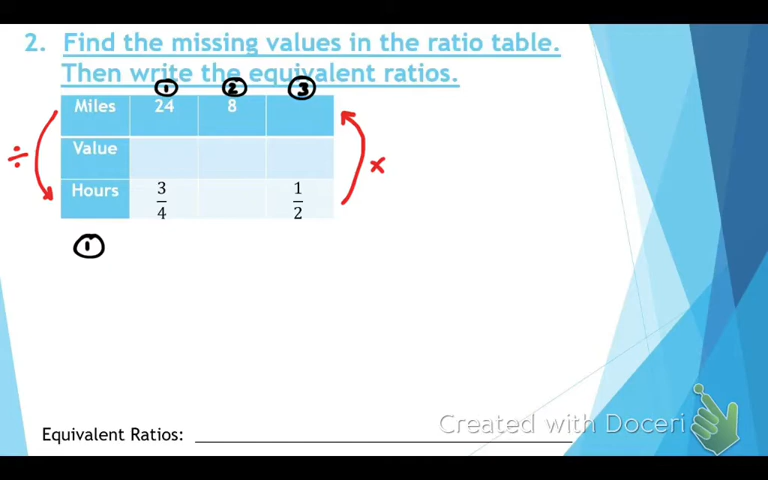 2. Find the missing values in the ratio table.
Then write the equivalent ratios.
① ② ③
Miles 24 8
÷ Value ×
Hours 3/4 1/2
①
Equivalent Ratios: ____________________
Created with Doceri